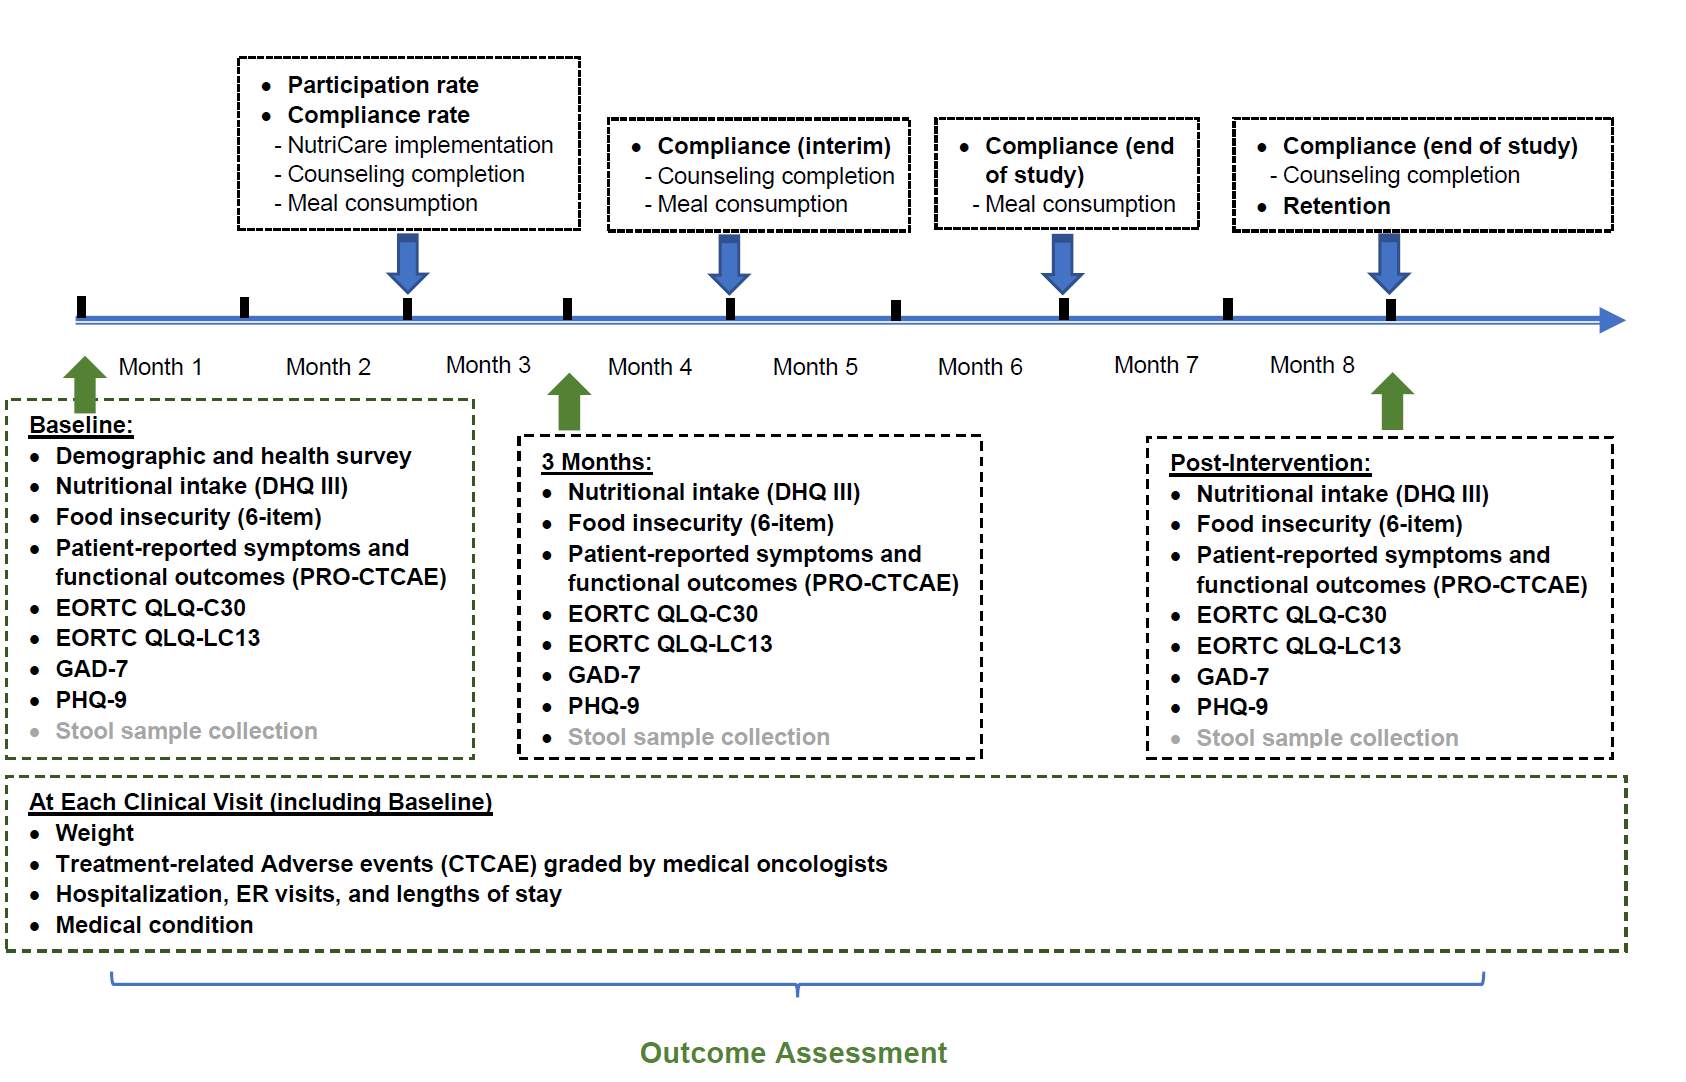 • Participation rate
• Compliance rate
- NutriCare implementation
- Counseling completion
- Meal consumption
• Compliance (interim)
- Counseling completion
- Meal consumption
• Compliance (end
of study)
- Meal consumption
• Compliance (end of study)
- Counseling completion
• Retention
Month 1
Month 2
Month 3
Month 4
Month 5
Month 6
Month 7
Month 8
Baseline:
• Demographic and health survey
• Nutritional intake (DHQ III)
• Food insecurity (6-item)
• Patient-reported symptoms and
functional outcomes (PRO-CTCAE)
• EORTC QLQ-C30
• EORTC QLQ-LC13
• GAD-7
• PHQ-9
• Stool sample collection
3 Months:
• Nutritional intake (DHQ III)
• Food insecurity (6-item)
• Patient-reported symptoms and
functional outcomes (PRO-CTCAE)
• EORTC QLQ-C30
• EORTC QLQ-LC13
• GAD-7
• PHQ-9
• Stool sample collection
Post-Intervention:
• Nutritional intake (DHQ III)
• Food insecurity (6-item)
• Patient-reported symptoms and
functional outcomes (PRO-CTCAE)
• EORTC QLQ-C30
• EORTC QLQ-LC13
• GAD-7
• PHQ-9
• Stool sample collection
At Each Clinical Visit (including Baseline)
• Weight
• Treatment-related Adverse events (CTCAE) graded by medical oncologists
• Hospitalization, ER visits, and lengths of stay
• Medical condition
Outcome Assessment